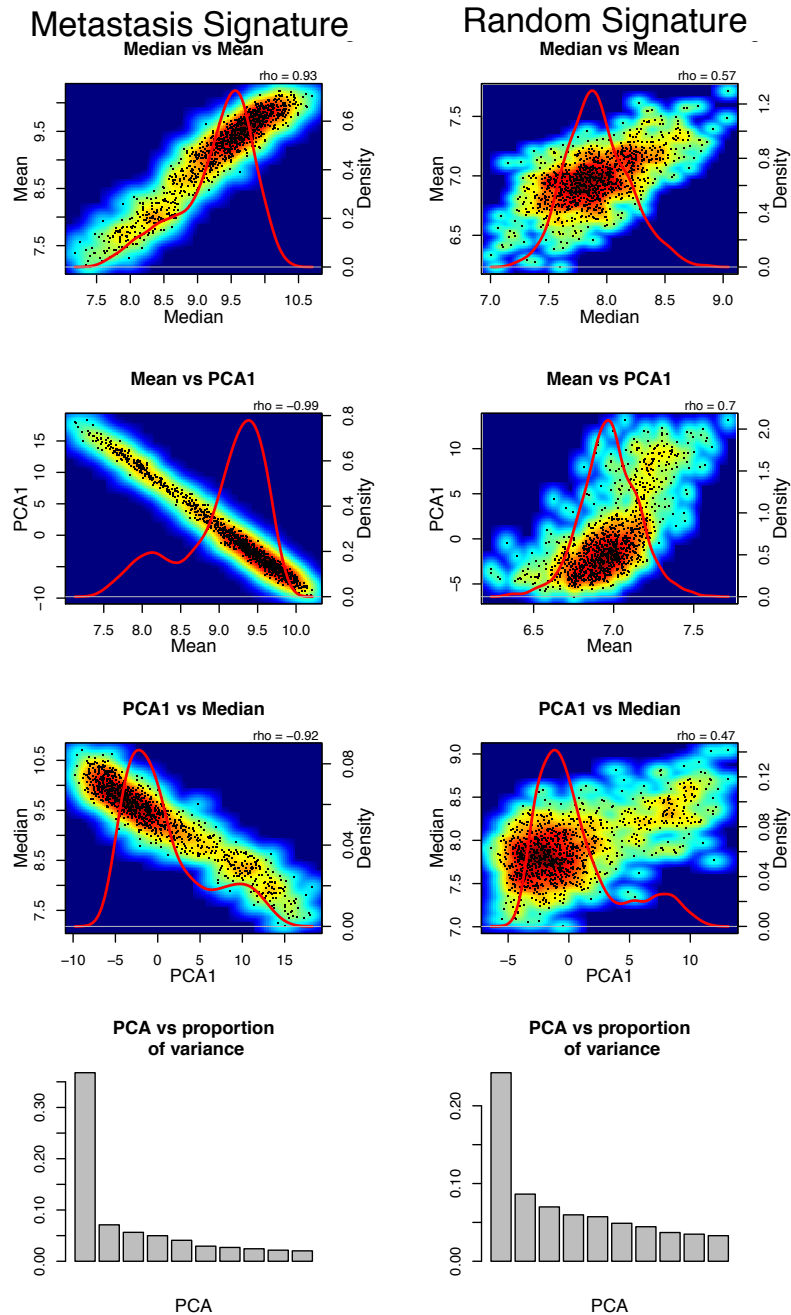 Metastasis Signature
Random Signature
Median vs Mean
rho = 0.93
Mean
7.5 8.5 9.5
0.0 0.2 0.4 0.6
Density
7.5 8.0 8.5 9.0 9.5 10.5
Median
Median vs Mean
rho = 0.57
Mean
6.5 7.0 7.5
0.0 0.4 0.8 1.2
Density
7.0 7.5 8.0 8.5 9.0
Median
Mean vs PCA1
rho = −0.99
PCA1
−10 0 5 10 15
0.0 0.2 0.4 0.6 0.8
Density
7.5 8.0 8.5 9.0 9.5 10.0
Mean
Mean vs PCA1
rho = 0.7
PCA1
−5 0 5 10
0.0 0.5 1.0 1.5 2.0
Density
6.5 7.0 7.5
Mean
PCA1 vs Median
rho = −0.92
Median
7.5 8.5 9.5 10.5
0.00 0.04 0.08
Density
−10 −5 0 5 10 15
PCA1
PCA1 vs Median
rho = 0.47
Median
7.0 7.5 8.0 8.5 9.0
0.00 0.04 0.08 0.12
Density
−5 0 5 10
PCA1
PCA vs proportion
of variance
0.00 0.10 0.20 0.30
PCA
PCA vs proportion
of variance
0.00 0.10 0.20
PCA